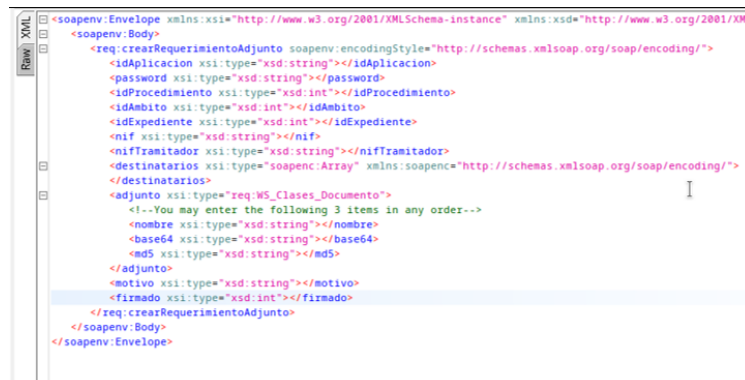 XML
Raw
<soapenv:Envelope xmlns:xsi="http://www.w3.org/2001/XMLSchema-instance" xmlns:xsd="http://www.w3.org/2001/XM
<soapenv:Body>
<req:crearRequerimientoAdjunto soapenv:encodingStyle="http://schemas.xmlsoap.org/soap/encoding/">
<idAplicacion xsi:type="xsd:string"></idAplicacion>
<password xsi:type="xsd:string"></password>
<idProcedimiento xsi:type="xsd:int"></idProcedimiento>
<idAmbito xsi:type="xsd:int"></idAmbito>
<idExpediente xsi:type="xsd:int"></idExpediente>
<nif xsi:type="xsd:string"></nif>
<nifTramitador xsi:type="xsd:string"></nifTramitador>
<destinatarios xsi:type="soapenc:Array" xmlns:soapenc="http://schemas.xmlsoap.org/soap/encoding/">
</destinatarios>
<adjunto xsi:type="req:WS_Clases_Documento">
<!--You may enter the following 3 items in any order-->
<nombre xsi:type="xsd:string"></nombre>
<base64 xsi:type="xsd:string"></base64>
<md5 xsi:type="xsd:string"></md5>
</adjunto>
<motivo xsi:type="xsd:string"></motivo>
<firmado xsi:type="xsd:int"></firmado>
</req:crearRequerimientoAdjunto>
</soapenv:Body>
</soapenv:Envelope>